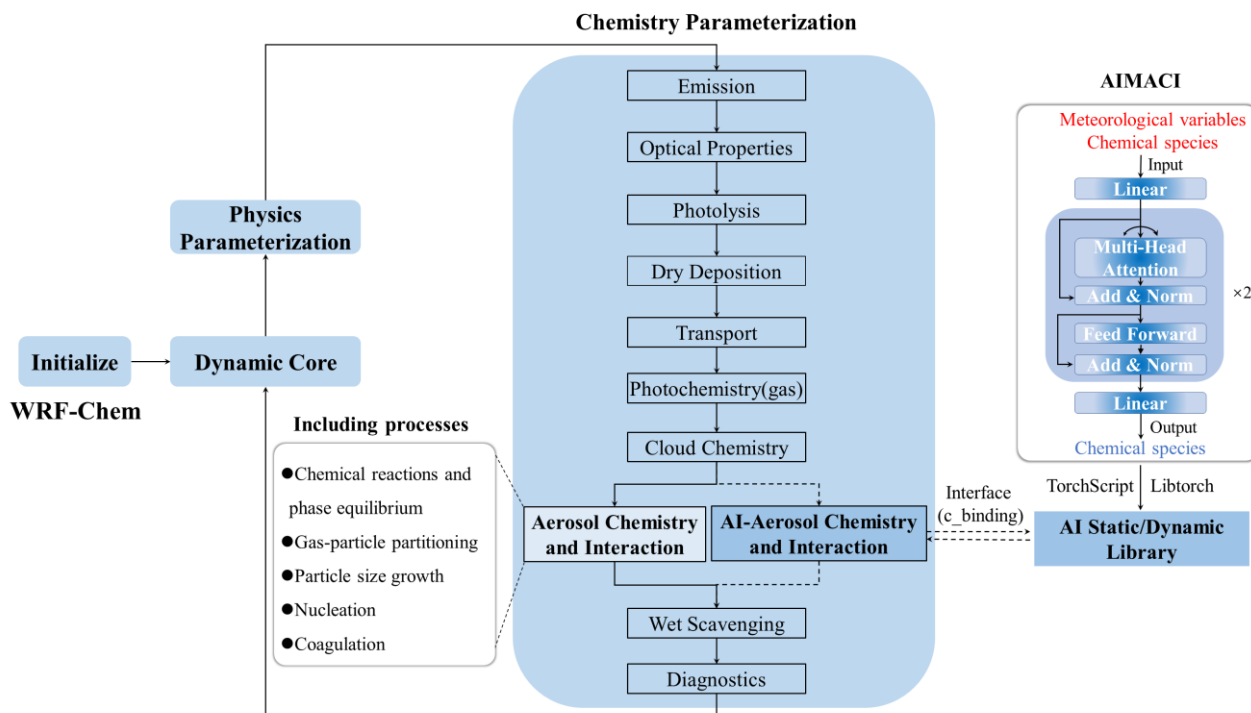 Chemistry Parameterization
Emission
Optical Properties
Photolysis
Dry Deposition
Transport
Photochemistry(gas)
Cloud Chemistry
Aerosol Chemistry
and Interaction
AI-Aerosol Chemistry
and Interaction
Wet Scavenging
Diagnostics
Physics
Parameterization
Initialize
Dynamic Core
WRF-Chem
Including processes
●Chemical reactions and
phase equilibrium
●Gas-particle partitioning
●Particle size growth
●Nucleation
●Coagulation
Interface
(c_binding)
AIMACI
Meteorological variables
Chemical species
Input
Linear
Multi-Head
Attention
Add & Norm
×2
Feed Forward
Add & Norm
Linear
Output
Chemical species
TorchScript
Libtorch
AI Static/Dynamic
Library